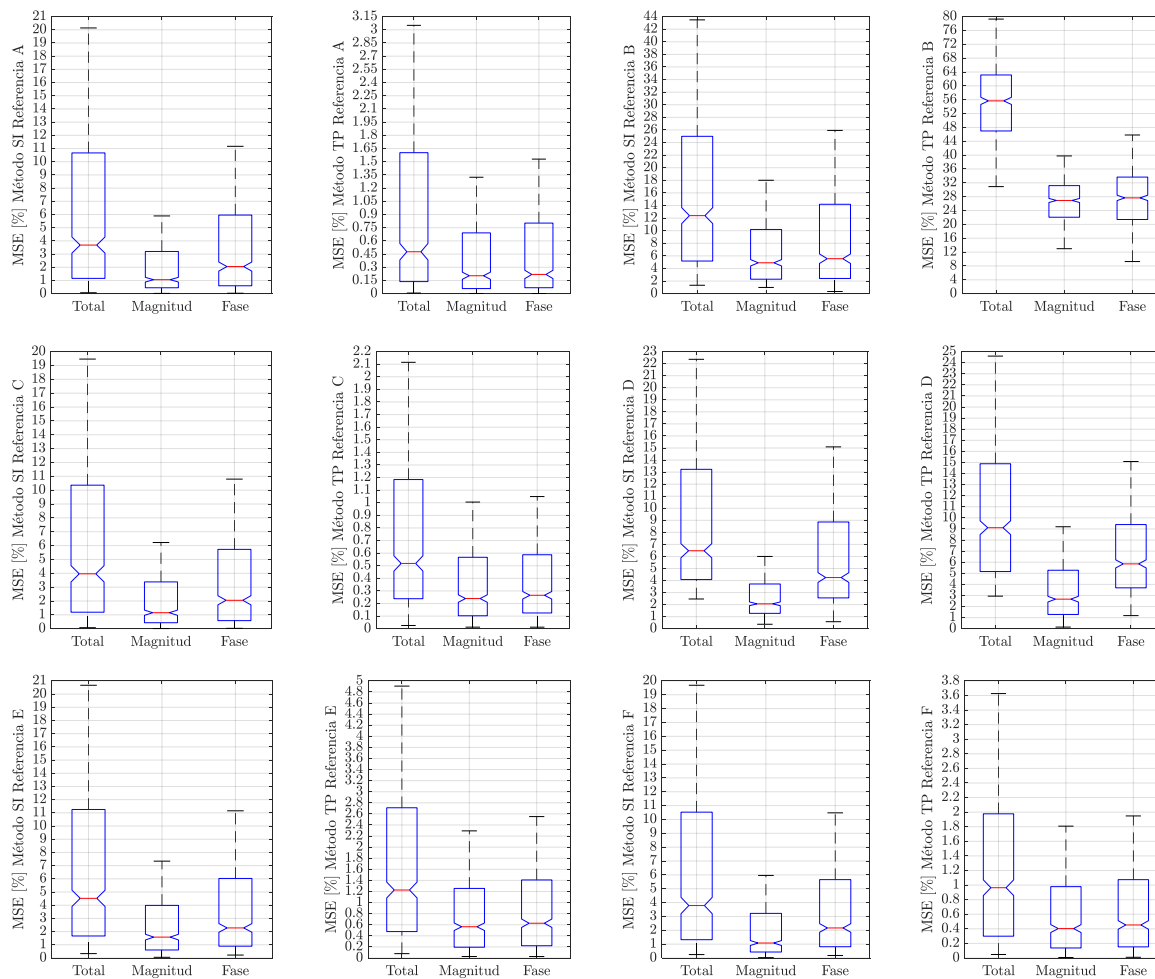 MSE [%] Método SI Referencia A
21 20 19 18 17 16 15 14 13 12 11 10 9 8 7 6 5 4 3 2 1 0
Total Magnitud Fase
MSE [%] Método TP Referencia A
3.15 3 2.85 2.7 2.55 2.4 2.25 2.1 1.95 1.8 1.65 1.5 1.35 1.2 1.05 0.9 0.75 0.6 0.45 0.3 0.15 0
Total Magnitud Fase
MSE [%] Método SI Referencia B
44 42 40 38 36 34 32 30 28 26 24 22 20 18 16 14 12 10 8 6 4 2 0
Total Magnitud Fase
MSE [%] Método TP Referencia B
80 76 72 68 64 60 56 52 48 44 40 36 32 28 24 20 16 12 8 4 0
Total Magnitud Fase
MSE [%] Método SI Referencia C
20 19 18 17 16 15 14 13 12 11 10 9 8 7 6 5 4 3 2 1 0
Total Magnitud Fase
MSE [%] Método TP Referencia C
2.2 2.1 2 1.9 1.8 1.7 1.6 1.5 1.4 1.3 1.2 1.1 1 0.9 0.8 0.7 0.6 0.5 0.4 0.3 0.2 0.1 0
Total Magnitud Fase
MSE [%] Método SI Referencia D
23 22 21 20 19 18 17 16 15 14 13 12 11 10 9 8 7 6 5 4 3 2 1 0
Total Magnitud Fase
MSE [%] Método TP Referencia D
25 24 23 22 21 20 19 18 17 16 15 14 13 12 11 10 9 8 7 6 5 4 3 2 1 0
Total Magnitud Fase
MSE [%] Método SI Referencia E
21 20 19 18 17 16 15 14 13 12 11 10 9 8 7 6 5 4 3 2 1 0
Total Magnitud Fase
MSE [%] Método TP Referencia E
5 4.8 4.6 4.4 4.2 4 3.8 3.6 3.4 3.2 3 2.8 2.6 2.4 2.2 2 1.8 1.6 1.4 1.2 1 0.8 0.6 0.4 0.2 0
Total Magnitud Fase
MSE [%] Método SI Referencia F
20 19 18 17 16 15 14 13 12 11 10 9 8 7 6 5 4 3 2 1 0
Total Magnitud Fase
MSE [%] Método TP Referencia F
3.8 3.6 3.4 3.2 3 2.8 2.6 2.4 2.2 2 1.8 1.6 1.4 1.2 1 0.8 0.6 0.4 0.2 0
Total Magnitud Fase